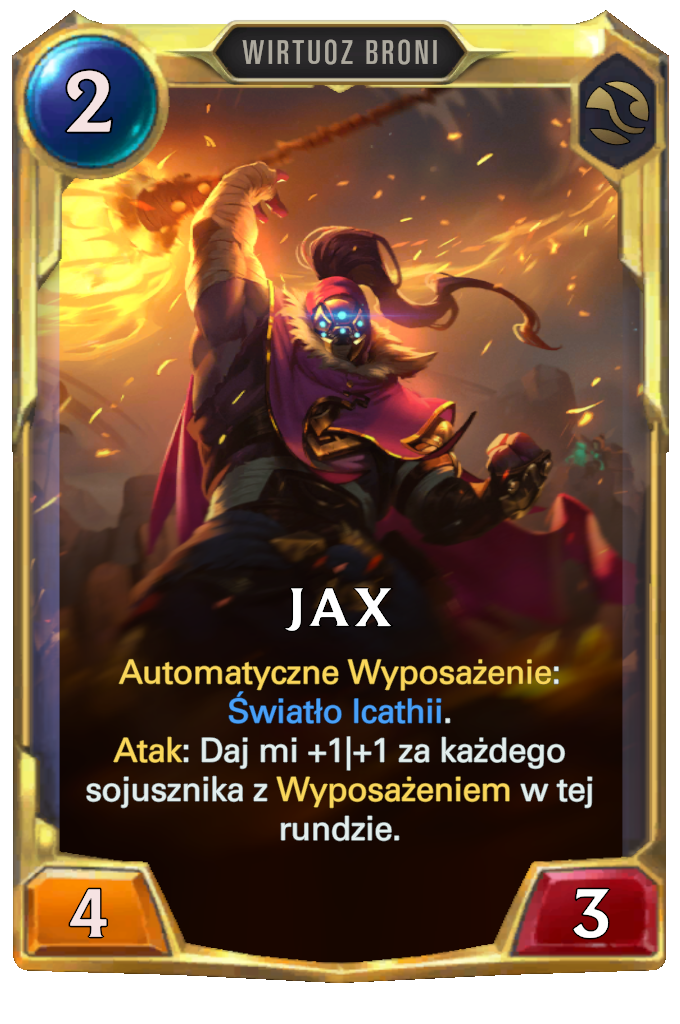 WIRTUOZ BRONI
2
JAX
Automatyczne Wyposażenie:
Światło Icathii.
Atak: Daj mi +1|+1 za każdego
sojusznika z Wyposażeniem w tej
rundzie.
4
3